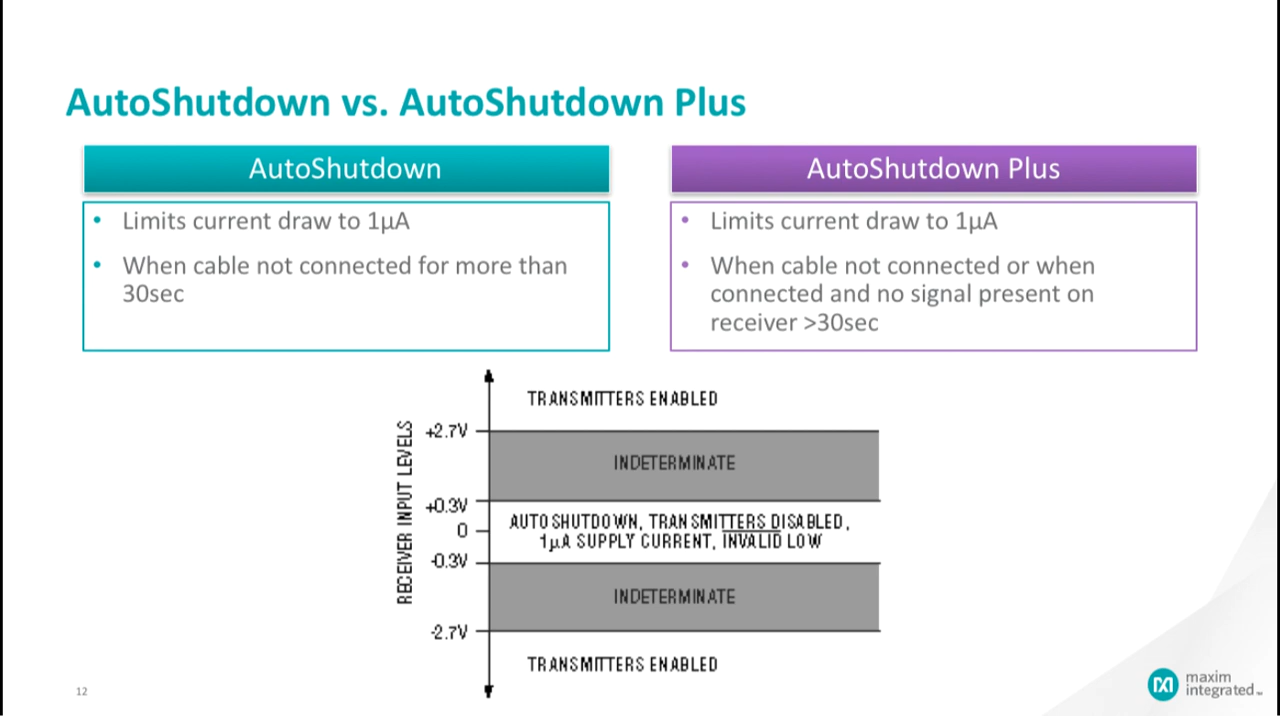 AutoShutdown vs. AutoShutdown Plus
AutoShutdown
• Limits current draw to 1µA
• When cable not connected for more than
30sec
AutoShutdown Plus
• Limits current draw to 1µA
• When cable not connected or when
connected and no signal present on
receiver >30sec
RECEIVER INPUT LEVELS
TRANSMITTERS ENABLED
+2.7V
INDETERMINATE
+0.3V
AUTO SHUTDOWN, TRANSMITTERS DISABLED,
0
1µA SUPPLY CURRENT, INVALID LOW
-0.3V
INDETERMINATE
-2.7V
TRANSMITTERS ENABLED
12
maxim
integrated™